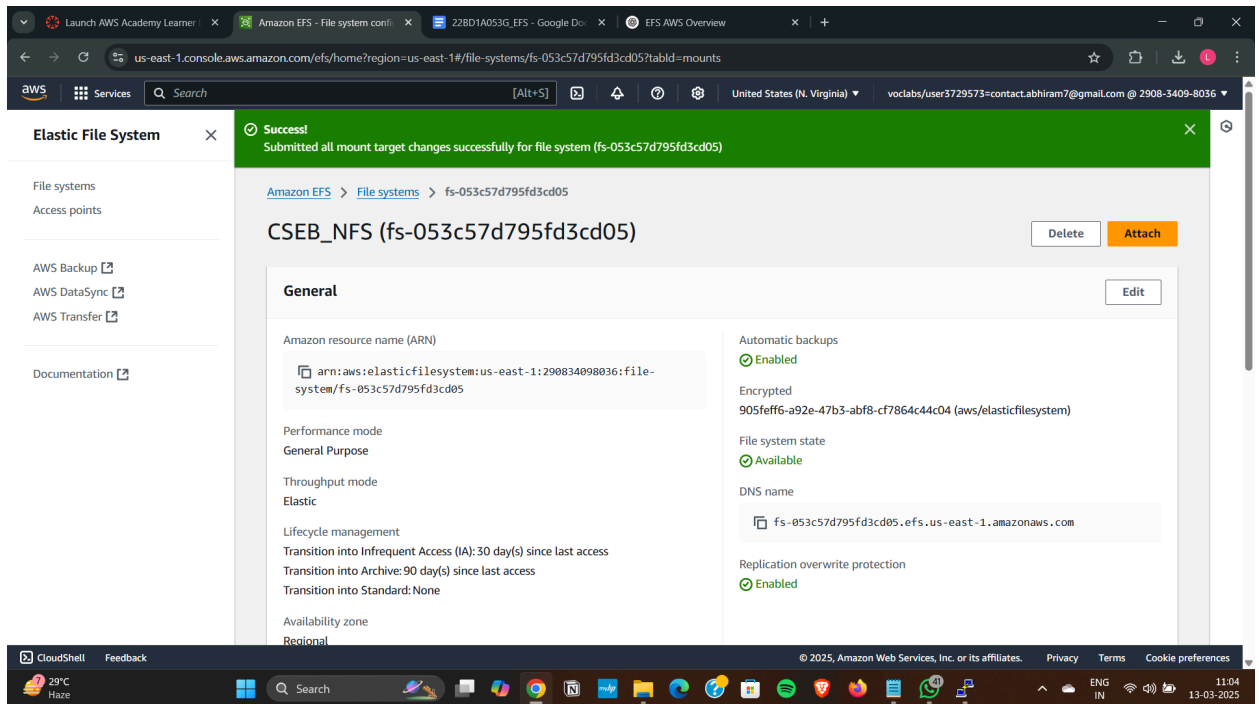 Launch AWS Academy Learner L
Amazon EFS - File system confi
22BD1A053G_EFS - Google Doc
EFS AWS Overview
us-east-1.console.aws.amazon.com/efs/home?region=us-east-1#/file-systems/fs-053c57d795fd3cd05?tabId=mounts
L
aws
Services
Search
[Alt+S]
United States (N. Virginia)
voclabs/user3729573=contact.abhiram7@gmail.com @ 2908-3409-8036
Elastic File System
Success!
Submitted all mount target changes successfully for file system (fs-053c57d795fd3cd05)
File systems
Access points
AWS Backup
AWS DataSync
AWS Transfer
Documentation
Amazon EFS > File systems > fs-053c57d795fd3cd05
CSEB_NFS (fs-053c57d795fd3cd05)
Delete
Attach
General
Edit
Amazon resource name (ARN)
arn:aws:elasticfilesystem:us-east-1:290834098036:file-
system/fs-053c57d795fd3cd05
Performance mode
General Purpose
Throughput mode
Elastic
Lifecycle management
Transition into Infrequent Access (IA): 30 day(s) since last access
Transition into Archive: 90 day(s) since last access
Transition into Standard: None
Availability zone
Regional
Automatic backups
Enabled
Encrypted
905feff6-a92e-47b3-abf8-cf7864c44c04 (aws/elasticfilesystem)
File system state
Available
DNS name
fs-053c57d795fd3cd05.efs.us-east-1.amazonaws.com
Replication overwrite protection
Enabled
CloudShell
Feedback
© 2025, Amazon Web Services, Inc. or its affiliates.
Privacy
Terms
Cookie preferences
7
29°C
Haze
Search
41
ENG
IN
11:04
13-03-2025